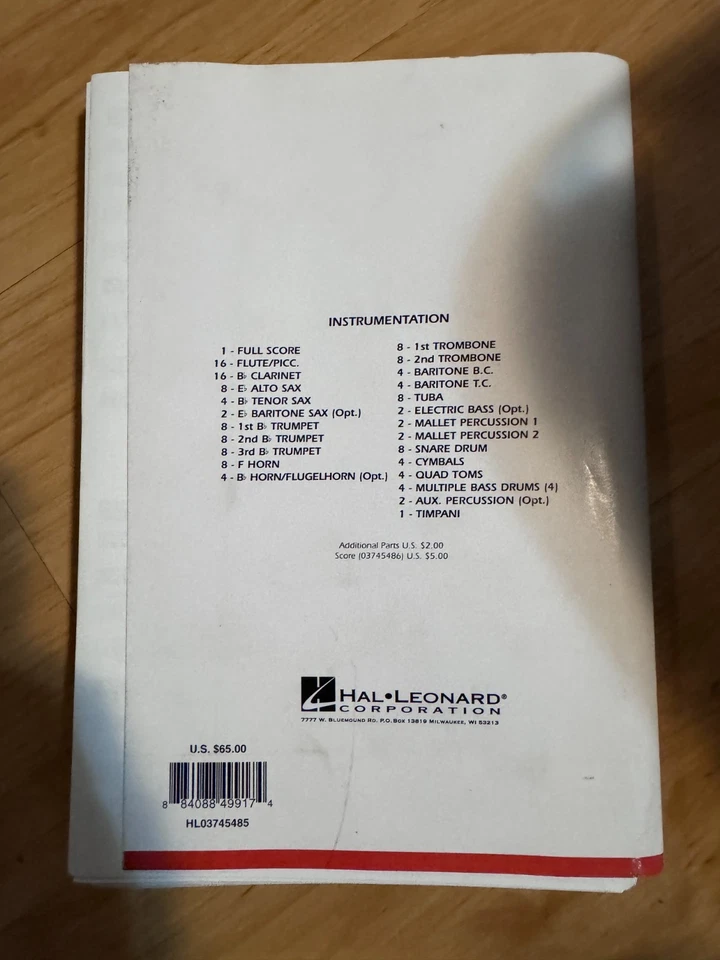 INSTRUMENTATION
1 - FULL SCORE
16 - FLUTE/PICC.
16 - B♭ CLARINET
8 - E♭ ALTO SAX
4 - B♭ TENOR SAX
2 - E♭ BARITONE SAX (Opt.)
8 - 1st B♭ TRUMPET
8 - 2nd B♭ TRUMPET
8 - 3rd B♭ TRUMPET
8 - F HORN
4 - B♭ HORN/FLUGELHORN (Opt.)
8 - 1st TROMBONE
8 - 2nd TROMBONE
4 - BARITONE B.C.
4 - BARITONE T.C.
8 - TUBA
2 - ELECTRIC BASS (Opt.)
2 - MALLET PERCUSSION 1
2 - MALLET PERCUSSION 2
8 - SNARE DRUM
4 - CYMBALS
4 - QUAD TOMS
4 - MULTIPLE BASS DRUMS (4)
2 - AUX. PERCUSSION (Opt.)
1 - TIMPANI
Additional Parts U.S. $2.00
Score (03745486) U.S. $5.00
HAL•LEONARD®
CORPORATION
7777 W. BLUEMOUND RD. P.O. BOX 13819 MILWAUKEE, WI 53213
U.S. $65.00
8 84088 49917 4
HL03745485